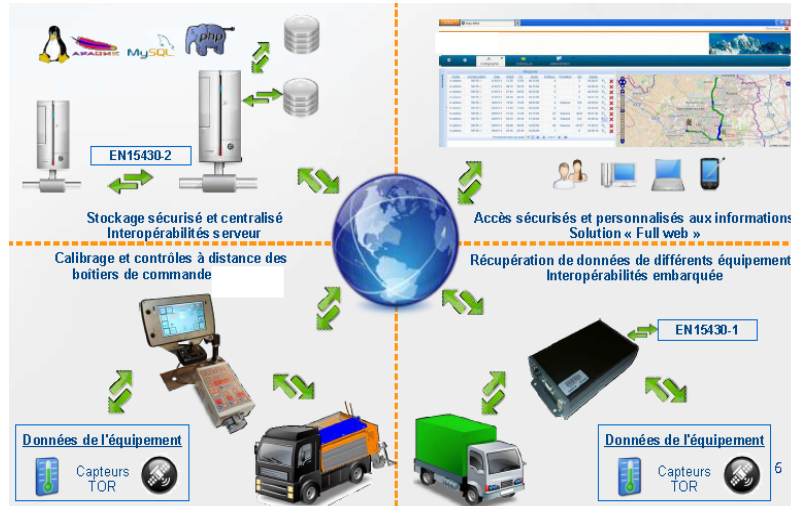 APACHE
MySQL
php
EN15430-2
Stockage sécurisé et centralisé
Interopérabilités serveur
Accès sécurisés et personnalisés aux informations
Solution « Full web »
Calibrage et contrôles à distance des
boîtiers de commande
Récupération de données de différents équipement
Interopérabilités embarquée
EN15430-1
Données de l'équipement
Capteurs
TOR
Données de l'équipement
Capteurs
TOR
6